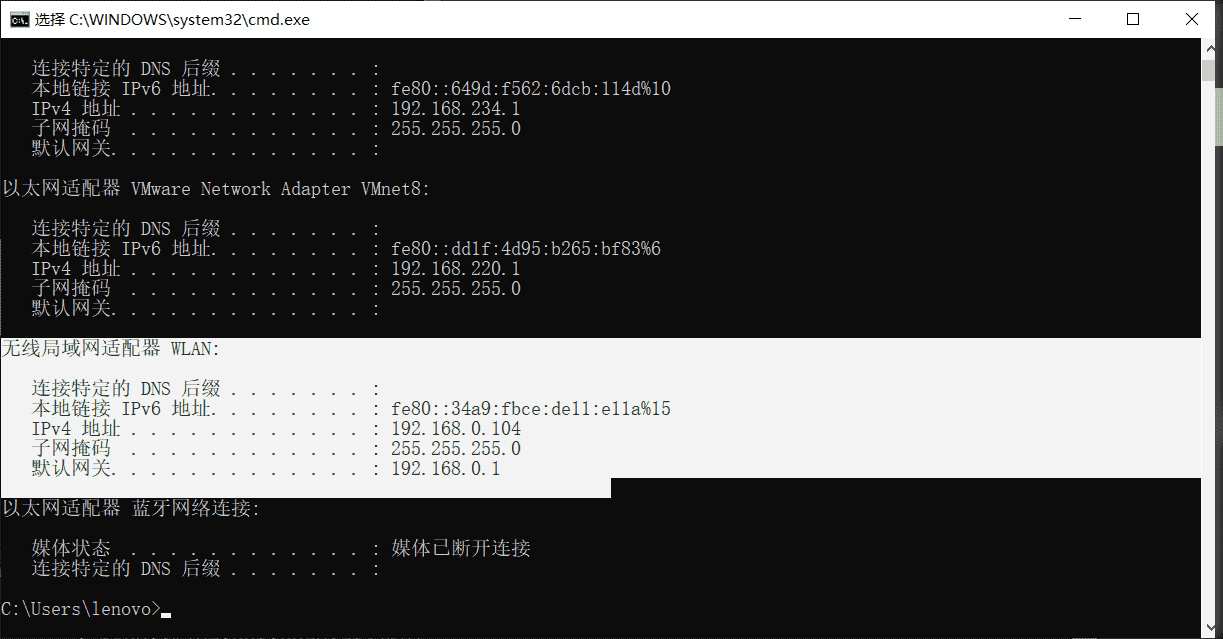 选择 C:\WINDOWS\system32\cmd.exe
连接特定的 DNS 后缀 . . . . . . . :
本地链接 IPv6 地址. . . . . . . . : fe80::649d:f562:6dcb:114d%10
IPv4 地址 . . . . . . . . . . . . : 192.168.234.1
子网掩码  . . . . . . . . . . . . : 255.255.255.0
默认网关. . . . . . . . . . . . . :
以太网适配器 VMware Network Adapter VMnet8:
连接特定的 DNS 后缀 . . . . . . . :
本地链接 IPv6 地址. . . . . . . . : fe80::dd1f:4d95:b265:bf83%6
IPv4 地址 . . . . . . . . . . . . : 192.168.220.1
子网掩码  . . . . . . . . . . . . : 255.255.255.0
默认网关. . . . . . . . . . . . . :
无线局域网适配器 WLAN:
连接特定的 DNS 后缀 . . . . . . . :
本地链接 IPv6 地址. . . . . . . . : fe80::34a9:fbce:de11:e11a%15
IPv4 地址 . . . . . . . . . . . . : 192.168.0.104
子网掩码  . . . . . . . . . . . . : 255.255.255.0
默认网关. . . . . . . . . . . . . : 192.168.0.1
以太网适配器 蓝牙网络连接:
媒体状态  . . . . . . . . . . . . : 媒体已断开连接
连接特定的 DNS 后缀 . . . . . . . :
C:\Users\lenovo>